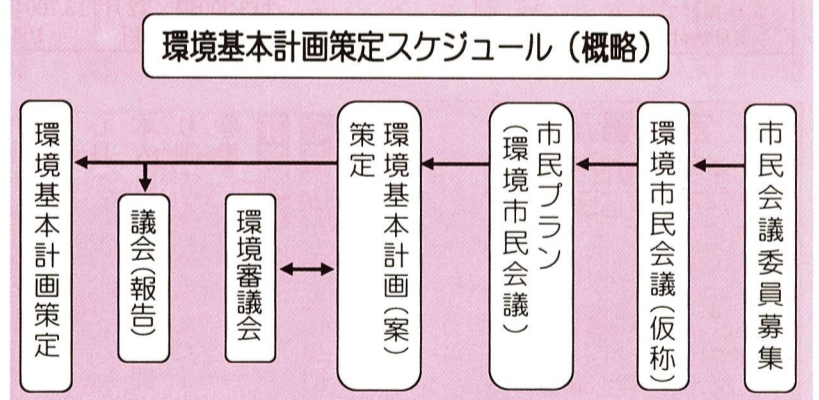 環境基本計画策定スケジュール（概略）
市民会議委員募集
環境市民会議（仮称）
市民プラン
（環境市民会議）
環境基本計画（案）
策定
環境審議会
議会（報告）
環境基本計画策定